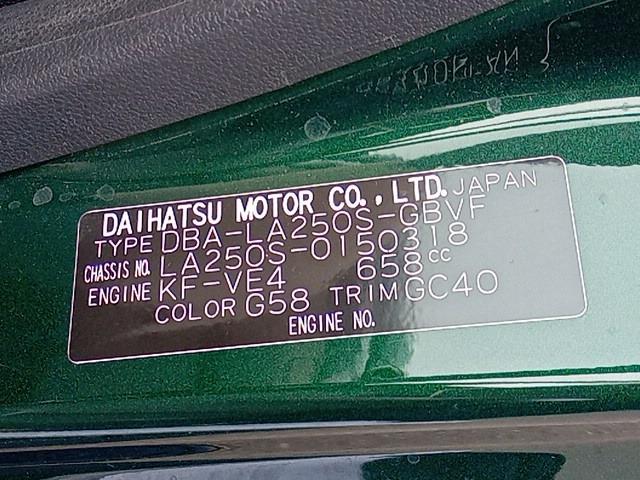 DAIHATSU MOTOR CO., LTD. JAPAN
TYPE DBA-LA250S-GBVF
CHASSIS NO. LA250S-0150318
ENGINE KF-VE4 658cc
COLOR G58 TRIM GC40
ENGINE NO.